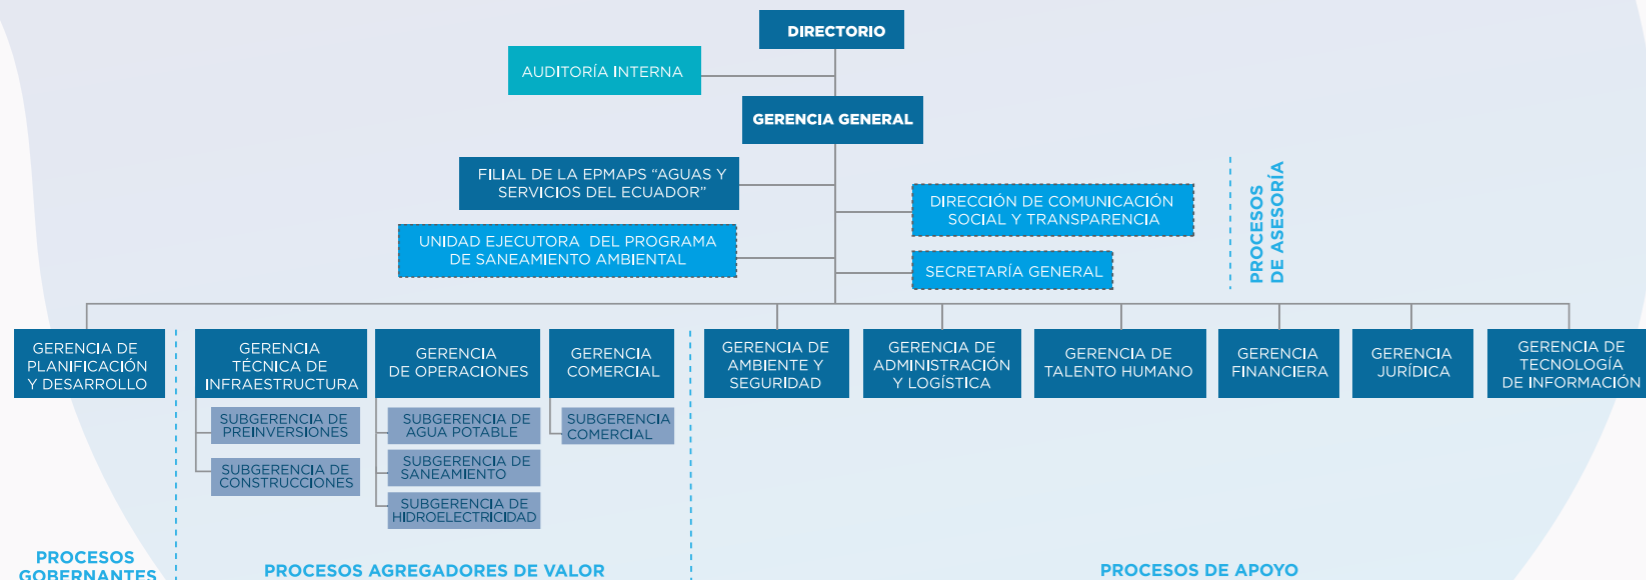 DIRECTORIO
AUDITORÍA INTERNA
GERENCIA GENERAL
FILIAL DE LA EPMAPS “AGUAS Y
SERVICIOS DEL ECUADOR”
DIRECCIÓN DE COMUNICACIÓN
SOCIAL Y TRANSPARENCIA
UNIDAD EJECUTORA DEL PROGRAMA
DE SANEAMIENTO AMBIENTAL
SECRETARÍA GENERAL
PROCESOS
DE ASESORÍA
GERENCIA DE
PLANIFICACIÓN
Y DESARROLLO
GERENCIA
TÉCNICA DE
INFRAESTRUCTURA
SUBGERENCIA DE
PREINVERSIONES
SUBGERENCIA DE
CONSTRUCCIONES
GERENCIA
DE OPERACIONES
SUBGERENCIA DE
AGUA POTABLE
SUBGERENCIA DE
SANEAMIENTO
SUBGERENCIA DE
HIDROELECTRICIDAD
GERENCIA
COMERCIAL
SUBGERENCIA
COMERCIAL
GERENCIA DE
AMBIENTE Y
SEGURIDAD
GERENCIA DE
ADMINISTRACIÓN
Y LOGÍSTICA
GERENCIA DE
TALENTO HUMANO
GERENCIA
FINANCIERA
GERENCIA
JURÍDICA
GERENCIA DE
TECNOLOGÍA
DE INFORMACIÓN
PROCESOS
GOBERNANTES
PROCESOS AGREGADORES DE VALOR
PROCESOS DE APOYO